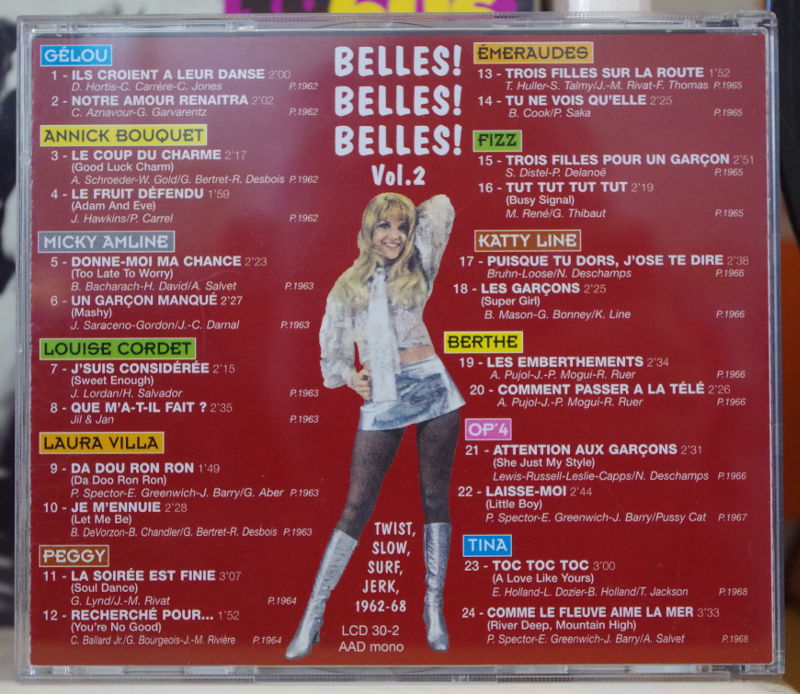 GÉLOU
1 - ILS CROIENT A LEUR DANSE 2'00
D. Hortis-C. Carrère-C. Jones P.1962
2 - NOTRE AMOUR RENAITRA 2'02
C. Aznavour-G. Garvarentz P.1962
ANNICK BOUQUET
3 - LE COUP DU CHARME 2'17
(Good Luck Charm)
A. Schroeder-W. Gold/G. Bertret-R. Desbois P.1962
4 - LE FRUIT DÉFENDU 1'59
(Adam And Eve)
J. Hawkins/P. Carrel P.1962
MICKY AMLINE
5 - DONNE-MOI MA CHANCE 2'23
(Too Late To Worry)
B. Bacharach-H. David/A. Salvet P.1963
6 - UN GARÇON MANQUÉ 2'27
(Mashy)
J. Saraceno-Gordon/J.-C. Darnal P.1963
LOUISE CORDET
7 - J'SUIS CONSIDÉRÉE 2'15
(Sweet Enough)
J. Lordan/H. Salvador P.1963
8 - QUE M'A-T-IL FAIT ? 2'35
Jil & Jan P.1963
LAURA VILLA
9 - DA DOU RON RON 1'49
(Da Doo Ron Ron)
P. Spector-E. Greenwich-J. Barry/G. Aber P.1963
10 - JE M'ENNUIE 2'28
(Let Me Be)
B. DeVorzon-B. Chandler/G. Bertret-R. Desbois P.1963
PEGGY
11 - LA SOIRÉE EST FINIE 3'07
(Soul Dance)
G. Lynd/J.-M. Rivat P.1964
12 - RECHERCHÉ POUR... 1'52
(You're No Good)
C. Ballard Jr./G. Bourgeois-J.-M. Rivière P.1964
BELLES!
BELLES!
BELLES!
Vol.2
TWIST,
SLOW,
SURF,
JERK,
1962-68
LCD 30-2
AAD mono
ÉMERAUDES
13 - TROIS FILLES SUR LA ROUTE 1'52
T. Huller-S. Talmy/J.-M. Rivat-F. Thomas P.1965
14 - TU NE VOIS QU'ELLE 2'25
B. Cook/P. Saka P.1965
FIZZ
15 - TROIS FILLES POUR UN GARÇON 2'51
S. Distel-P. Delanoë P.1965
16 - TUT TUT TUT TUT 2'19
(Busy Signal)
M. René/G. Thibaut P.1965
KATTY LINE
17 - PUISQUE TU DORS, J'OSE TE DIRE 2'38
Bruhn-Loose/N. Deschamps P.1966
18 - LES GARÇONS 2'25
(Super Girl)
B. Mason-G. Bonney/K. Line P.1966
BERTHE
19 - LES EMBERTHEMENTS 2'34
A. Pujol-J.-P. Mogui-R. Ruer P.1966
20 - COMMENT PASSER A LA TÉLÉ 2'26
A. Pujol-J.-P. Mogui-R. Ruer P.1966
OP'4
21 - ATTENTION AUX GARÇONS 2'31
(She Just My Style)
Lewis-Russell-Leslie-Capps/N. Deschamps P.1966
22 - LAISSE-MOI 2'44
(Little Boy)
P. Spector-E. Greenwich-J. Barry/Pussy Cat P.1967
TINA
23 - TOC TOC TOC 3'00
(A Love Like Yours)
E. Holland-L. Dozier-B. Holland/T. Jackson P.1968
24 - COMME LE FLEUVE AIME LA MER 3'33
(River Deep, Mountain High)
P. Spector-E. Greenwich-J. Barry/A. Salvet P.1968